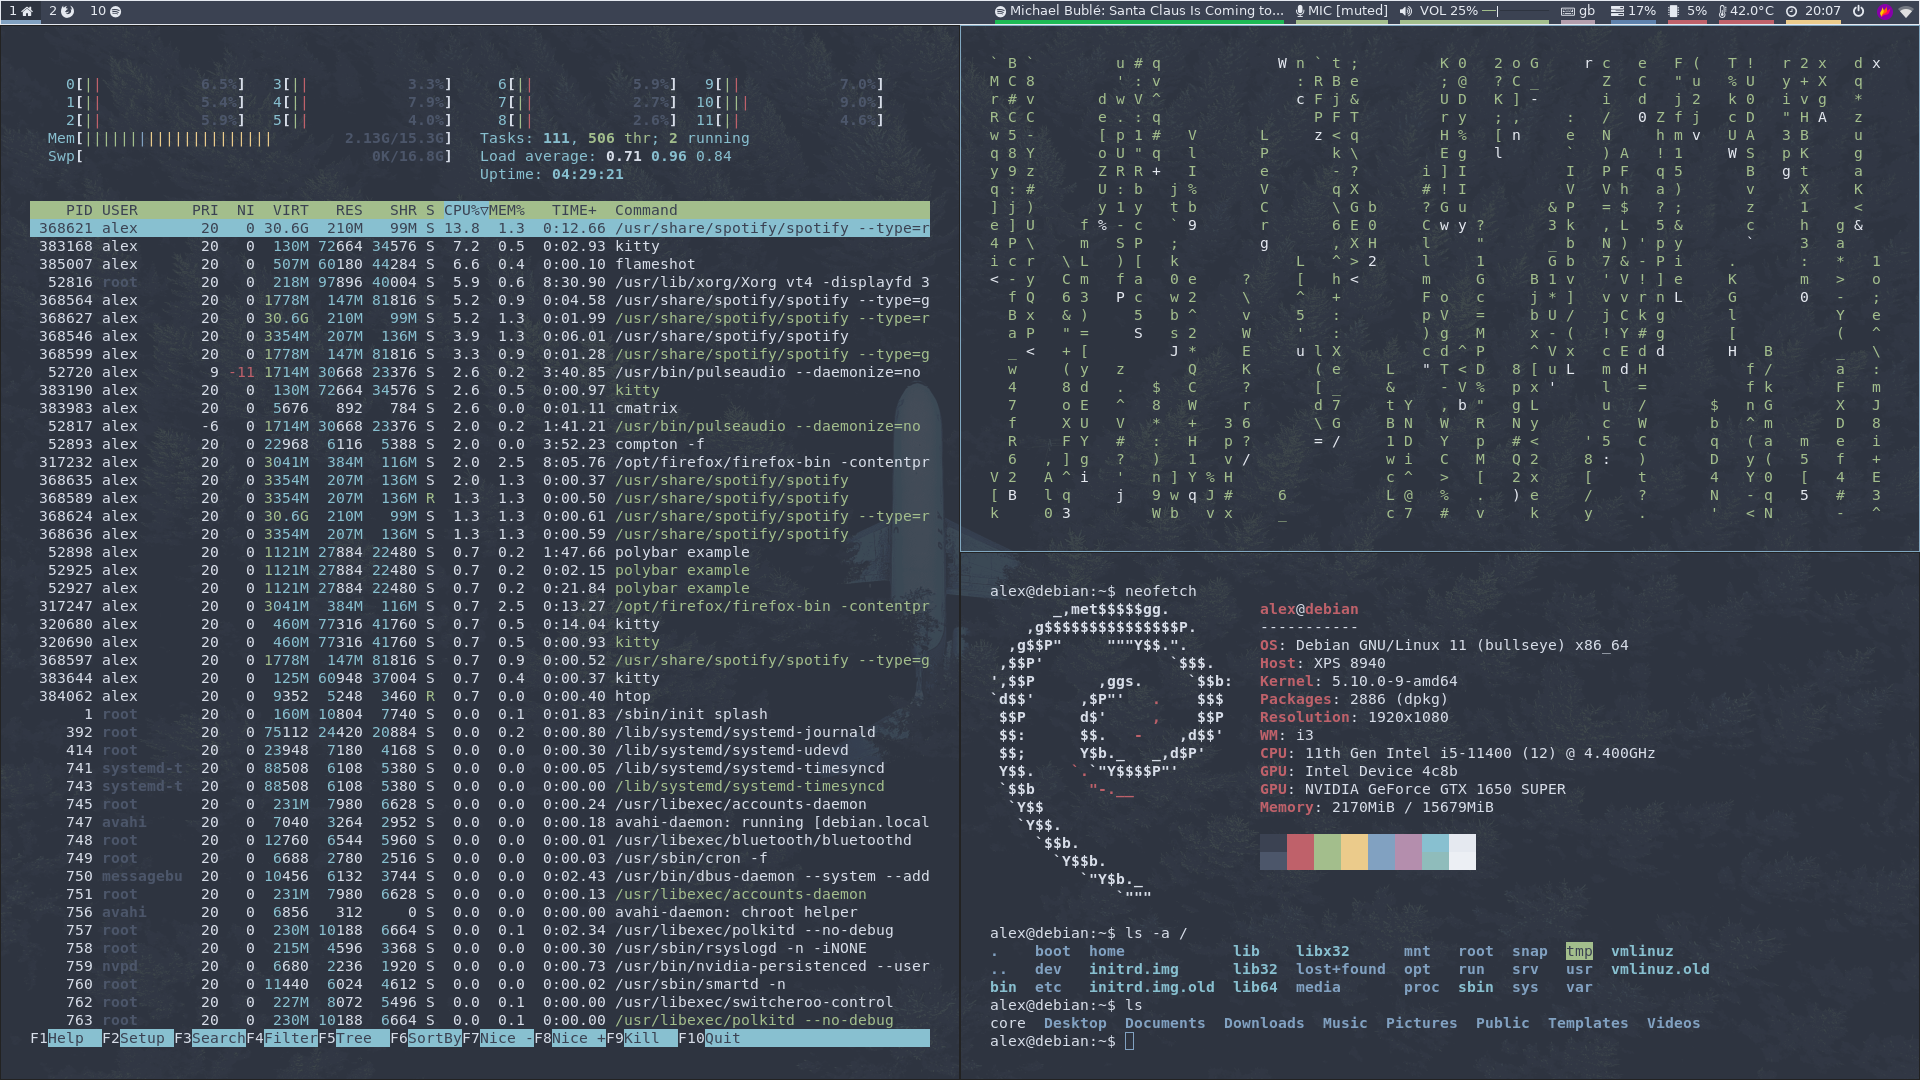 1 2 10 Michael Bublé: Santa Claus Is Coming to... MIC [muted] VOL 25% gb 17% 5% 42.0°C 20:07
0[|| 6.5%] 3[|| 3.3%] 6[|| 5.9%] 9[|| 7.0%]
1[|| 5.4%] 4[|| 7.9%] 7[|| 2.7%] 10[||| 9.0%]
2[|| 5.9%] 5[|| 4.0%] 8[|| 2.6%] 11[|| 4.6%]
Mem[||||||||||||||||||||| 2.13G/15.3G] Tasks: 111, 506 thr; 2 running
Swp[ 0K/16.8G] Load average: 0.71 0.96 0.84
Uptime: 04:29:21
PID USER PRI NI VIRT RES SHR S CPU%▽MEM% TIME+ Command
368621 alex 20 0 30.6G 210M 99M S 13.8 1.3 0:12.66 /usr/share/spotify/spotify --type=r
383168 alex 20 0 130M 72664 34576 S 7.2 0.5 0:02.93 kitty
385007 alex 20 0 507M 60180 44284 S 6.6 0.4 0:00.10 flameshot
52816 root 20 0 218M 97896 40004 S 5.9 0.6 8:30.90 /usr/lib/xorg/Xorg vt4 -displayfd 3
368564 alex 20 0 1778M 147M 81816 S 5.2 0.9 0:04.58 /usr/share/spotify/spotify --type=g
368627 alex 20 0 30.6G 210M 99M S 5.2 1.3 0:01.99 /usr/share/spotify/spotify --type=r
368546 alex 20 0 3354M 207M 136M S 3.9 1.3 0:06.01 /usr/share/spotify/spotify
368599 alex 20 0 1778M 147M 81816 S 3.3 0.9 0:01.28 /usr/share/spotify/spotify --type=g
52720 alex 9 -11 1714M 30668 23376 S 2.6 0.2 3:40.85 /usr/bin/pulseaudio --daemonize=no
383190 alex 20 0 130M 72664 34576 S 2.6 0.5 0:00.97 kitty
383983 alex 20 0 5676 892 784 S 2.6 0.0 0:01.11 cmatrix
52817 alex -6 0 1714M 30668 23376 S 2.0 0.2 1:41.21 /usr/bin/pulseaudio --daemonize=no
52893 alex 20 0 22968 6116 5388 S 2.0 0.0 3:52.23 compton -f
317232 alex 20 0 3041M 384M 116M S 2.0 2.5 8:05.76 /opt/firefox/firefox-bin -contentpr
368635 alex 20 0 3354M 207M 136M S 2.0 1.3 0:00.37 /usr/share/spotify/spotify
368589 alex 20 0 3354M 207M 136M R 1.3 1.3 0:00.50 /usr/share/spotify/spotify
368624 alex 20 0 30.6G 210M 99M S 1.3 1.3 0:00.61 /usr/share/spotify/spotify --type=r
368636 alex 20 0 3354M 207M 136M S 1.3 1.3 0:00.59 /usr/share/spotify/spotify
52898 alex 20 0 1121M 27884 22480 S 0.7 0.2 1:47.66 polybar example
52925 alex 20 0 1121M 27884 22480 S 0.7 0.2 0:02.15 polybar example
52927 alex 20 0 1121M 27884 22480 S 0.7 0.2 0:21.84 polybar example
317247 alex 20 0 3041M 384M 116M S 0.7 2.5 0:13.27 /opt/firefox/firefox-bin -contentpr
320680 alex 20 0 460M 77316 41760 S 0.7 0.5 0:14.04 kitty
320690 alex 20 0 460M 77316 41760 S 0.7 0.5 0:00.93 kitty
368597 alex 20 0 1778M 147M 81816 S 0.7 0.9 0:00.52 /usr/share/spotify/spotify --type=g
383644 alex 20 0 125M 60948 37004 S 0.7 0.4 0:00.37 kitty
384062 alex 20 0 9352 5248 3460 R 0.7 0.0 0:00.40 htop
1 root 20 0 160M 10804 7740 S 0.0 0.1 0:01.83 /sbin/init splash
392 root 20 0 75112 24420 20884 S 0.0 0.2 0:00.80 /lib/systemd/systemd-journald
414 root 20 0 23948 7180 4168 S 0.0 0.0 0:00.30 /lib/systemd/systemd-udevd
741 systemd-t 20 0 88508 6108 5380 S 0.0 0.0 0:00.05 /lib/systemd/systemd-timesyncd
743 systemd-t 20 0 88508 6108 5380 S 0.0 0.0 0:00.00 /lib/systemd/systemd-timesyncd
745 root 20 0 231M 7980 6628 S 0.0 0.0 0:00.24 /usr/libexec/accounts-daemon
747 avahi 20 0 7040 3264 2952 S 0.0 0.0 0:00.18 avahi-daemon: running [debian.local
748 root 20 0 12760 6544 5960 S 0.0 0.0 0:00.01 /usr/libexec/bluetooth/bluetoothd
749 root 20 0 6688 2780 2516 S 0.0 0.0 0:00.03 /usr/sbin/cron -f
750 messagebu 20 0 10456 6132 3744 S 0.0 0.0 0:02.43 /usr/bin/dbus-daemon --system --add
751 root 20 0 231M 7980 6628 S 0.0 0.0 0:00.13 /usr/libexec/accounts-daemon
756 avahi 20 0 6856 312 0 S 0.0 0.0 0:00.00 avahi-daemon: chroot helper
757 root 20 0 230M 10188 6664 S 0.0 0.1 0:02.34 /usr/libexec/polkitd --no-debug
758 root 20 0 215M 4596 3368 S 0.0 0.0 0:00.30 /usr/sbin/rsyslogd -n -iNONE
759 nvpd 20 0 6680 2236 1920 S 0.0 0.0 0:00.73 /usr/bin/nvidia-persistenced --user
760 root 20 0 11440 6024 4612 S 0.0 0.0 0:00.02 /usr/sbin/smartd -n
762 root 20 0 227M 8072 5496 S 0.0 0.1 0:00.00 /usr/libexec/switcheroo-control
763 root 20 0 230M 10188 6664 S 0.0 0.1 0:00.00 /usr/libexec/polkitd --no-debug
F1Help F2Setup F3SearchF4FilterF5Tree F6SortByF7Nice -F8Nice +F9Kill F10Quit
alex@debian:~$ neofetch
_,met$$$$$gg.
,g$$$$$$$$$$$$$$$P.
,g$$P" """Y$$.".
,$$P' `$$$.
',$$P ,ggs. `$$b:
`d$$' ,$P"' . $$$
$$P d$' , $$P
$$: $$. - ,d$$'
$$; Y$b._ _,d$P'
Y$$. `.`"Y$$$$P"'
`$$b "-.__
`Y$$
`Y$$.
`$$b.
`Y$$b.
`"Y$b._
`"""
alex@debian
-----------
OS: Debian GNU/Linux 11 (bullseye) x86_64
Host: XPS 8940
Kernel: 5.10.0-9-amd64
Packages: 2886 (dpkg)
Resolution: 1920x1080
WM: i3
CPU: 11th Gen Intel i5-11400 (12) @ 4.400GHz
GPU: Intel Device 4c8b
GPU: NVIDIA GeForce GTX 1650 SUPER
Memory: 2170MiB / 15679MiB
alex@debian:~$ ls -a /
. boot home lib libx32 mnt root snap tmp vmlinuz
.. dev initrd.img lib32 lost+found opt run srv usr vmlinuz.old
bin etc initrd.img.old lib64 media proc sbin sys var
alex@debian:~$ ls
core Desktop Documents Downloads Music Pictures Public Templates Videos
alex@debian:~$